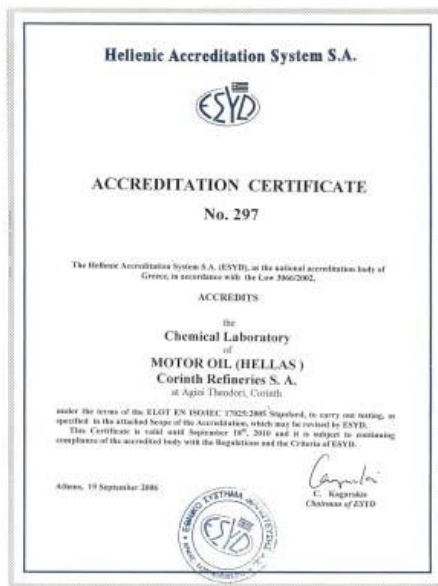 Hellenic Accreditation System S.A.
ESYD
ACCREDITATION CERTIFICATE
No. 297
The Hellenic Accreditation System S.A. (ESYD), as the national accreditation body of
Greece, in accordance with the Law 3066/2002,
ACCREDITS
the
Chemical Laboratory
of
MOTOR OIL (HELLAS )
Corinth Refineries S. A.
at Agioi Theodori, Corinth
under the terms of the ELOT EN ISO/IEC 17025:2005 Standard, to carry out testing, as
specified in the attached Scope of the Accreditation, which may be revised by ESYD.
This Certificate is valid until September 18th, 2010 and it is subject to continuing
compliance of the accredited body with the Regulations and the Criteria of ESYD.
Athens, 19 September 2006
C. Kagarakis
Chairman of ESYD
ΕΘΝΙΚΟ ΣΥΣΤΗΜΑ
ESYD